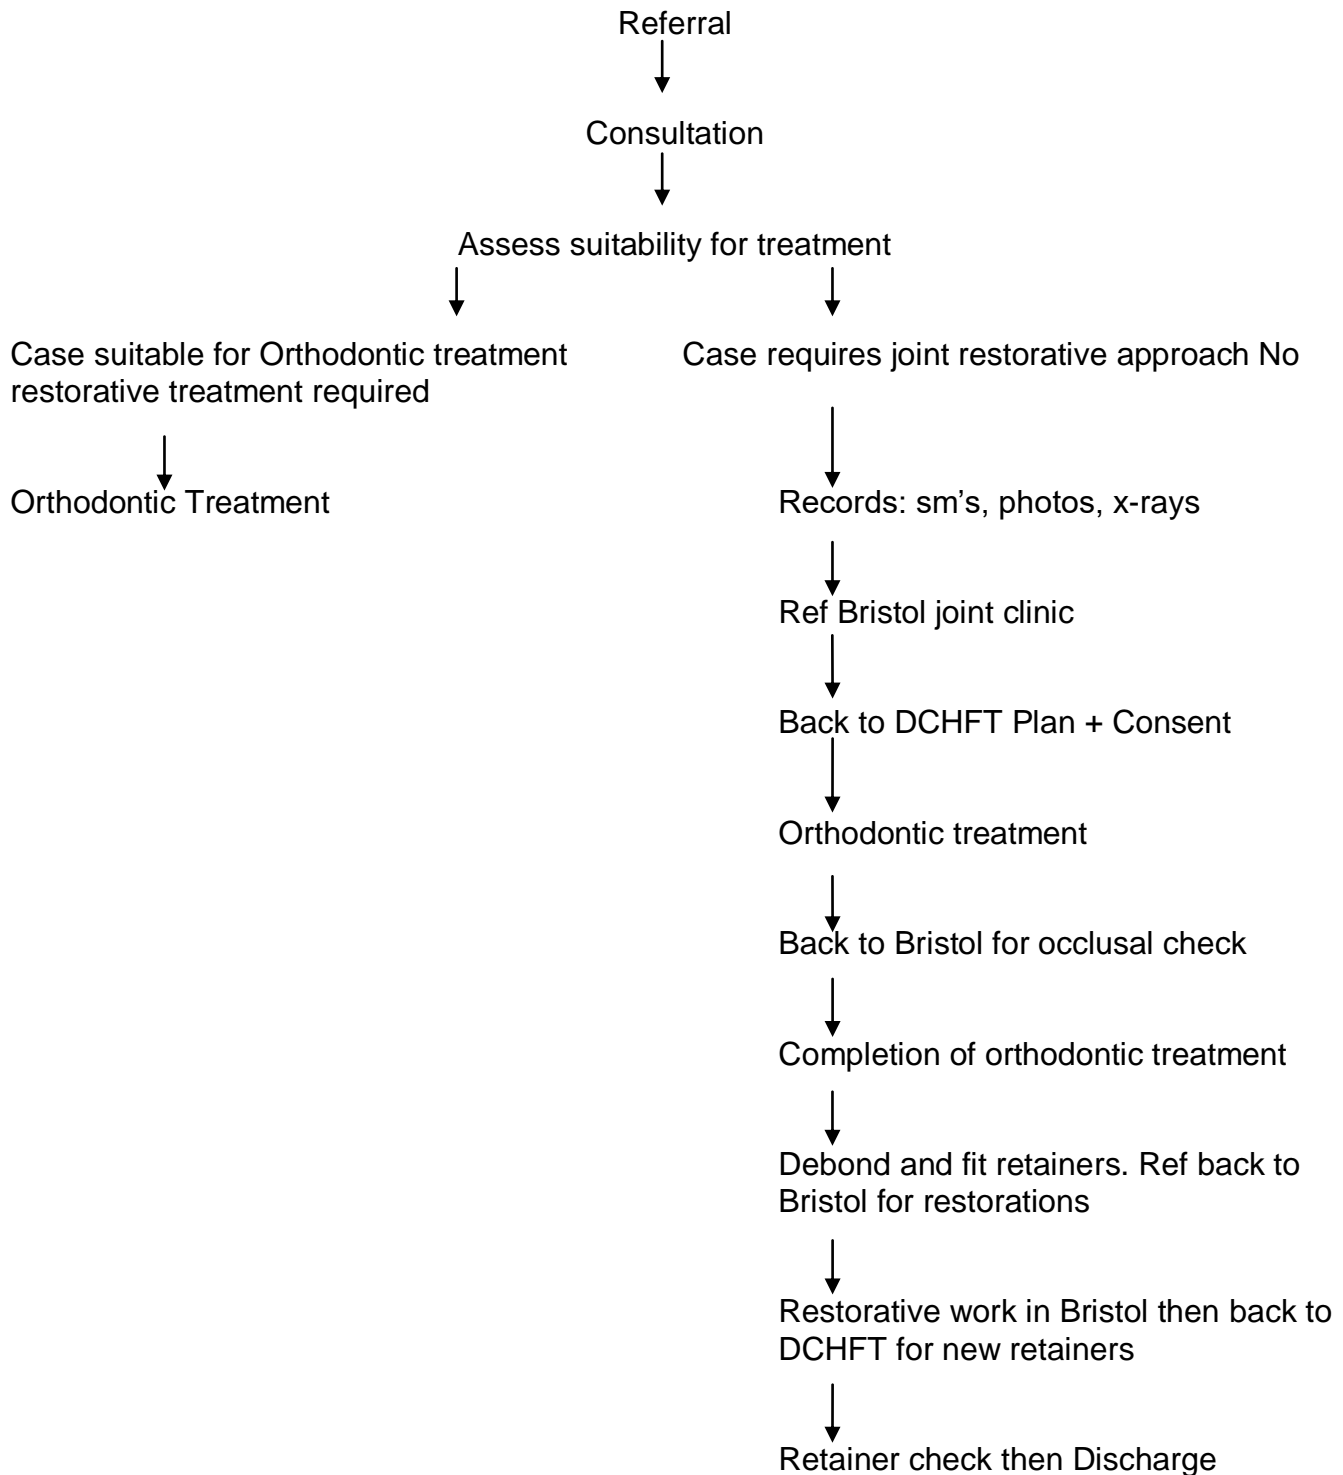 Referral
Consultation
Assess suitability for treatment
Case suitable for Orthodontic treatment
restorative treatment required
Case requires joint restorative approach No
Orthodontic Treatment
Records: sm’s, photos, x-rays
Ref Bristol joint clinic
Back to DCHFT Plan + Consent
Orthodontic treatment
Back to Bristol for occlusal check
Completion of orthodontic treatment
Debond and fit retainers. Ref back to
Bristol for restorations
Restorative work in Bristol then back to
DCHFT for new retainers
Retainer check then Discharge